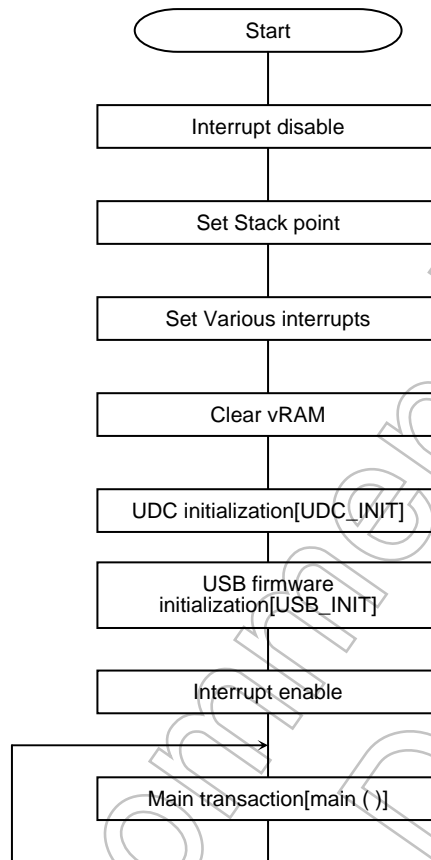 Start
Interrupt disable
Set Stack point
Set Various interrupts
Clear vRAM
UDC initialization[UDC_INIT]
USB firmware
initialization[USB_INIT]
Interrupt enable
Main transaction[main ( )]